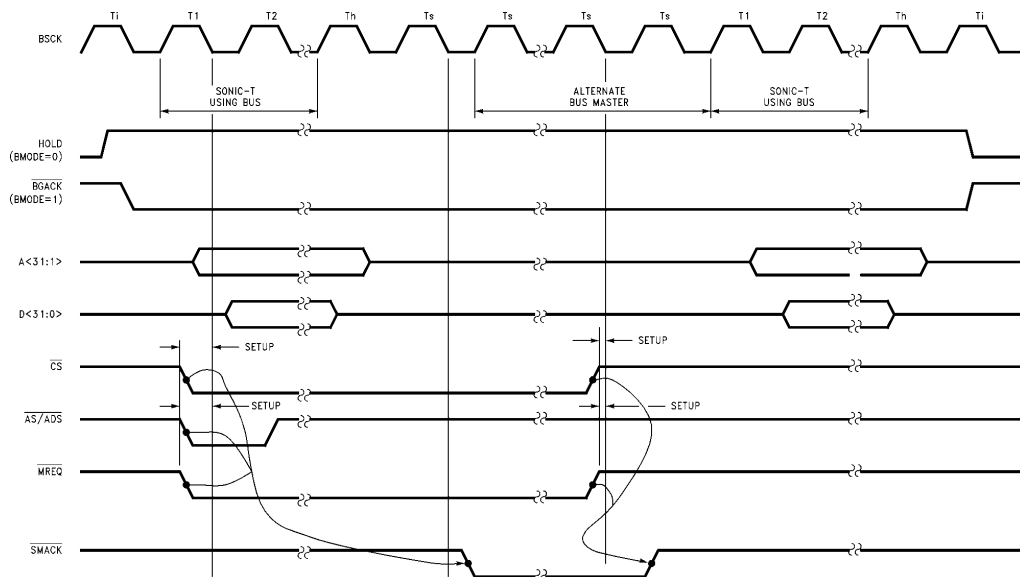 Ti T1 T2 Th Ts Ts Ts Ts T1 T2 Th Ti
BSCK
SONIC-T
USING BUS
ALTERNATE
BUS MASTER
SONIC-T
USING BUS
HOLD
(BMODE=0)
BGACK
(BMODE=1)
A<31:1>
D<31:0>
SETUP
SETUP
CS
SETUP
SETUP
AS/ADS
MREQ
SMACK